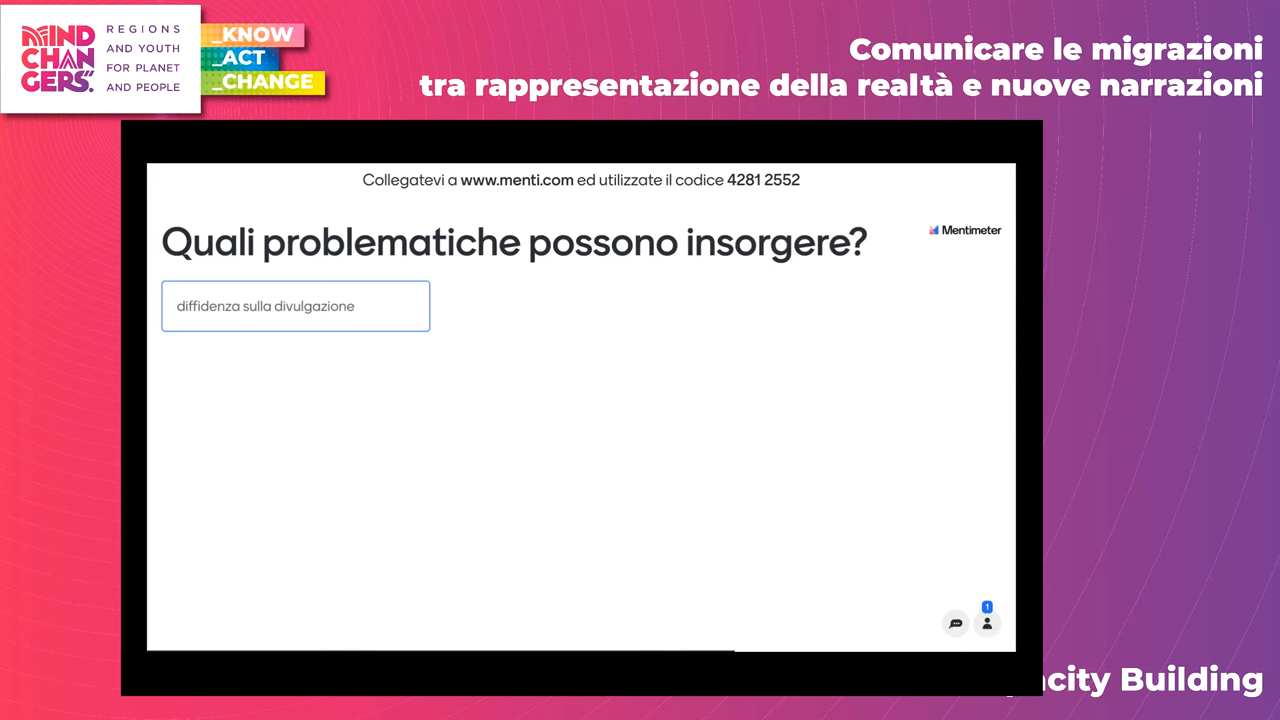 MIND
CHAN
GERS
REGIONS
AND YOUTH
FOR PLANET
AND PEOPLE
_KNOW
_ACT
_CHANGE
Comunicare le migrazioni
tra rappresentazione della realtà e nuove narrazioni
Collegatevi a www.menti.com ed utilizzate il codice 4281 2552
Quali problematiche possono insorgere?
Mentimeter
diffidenza sulla divulgazione
1
Building